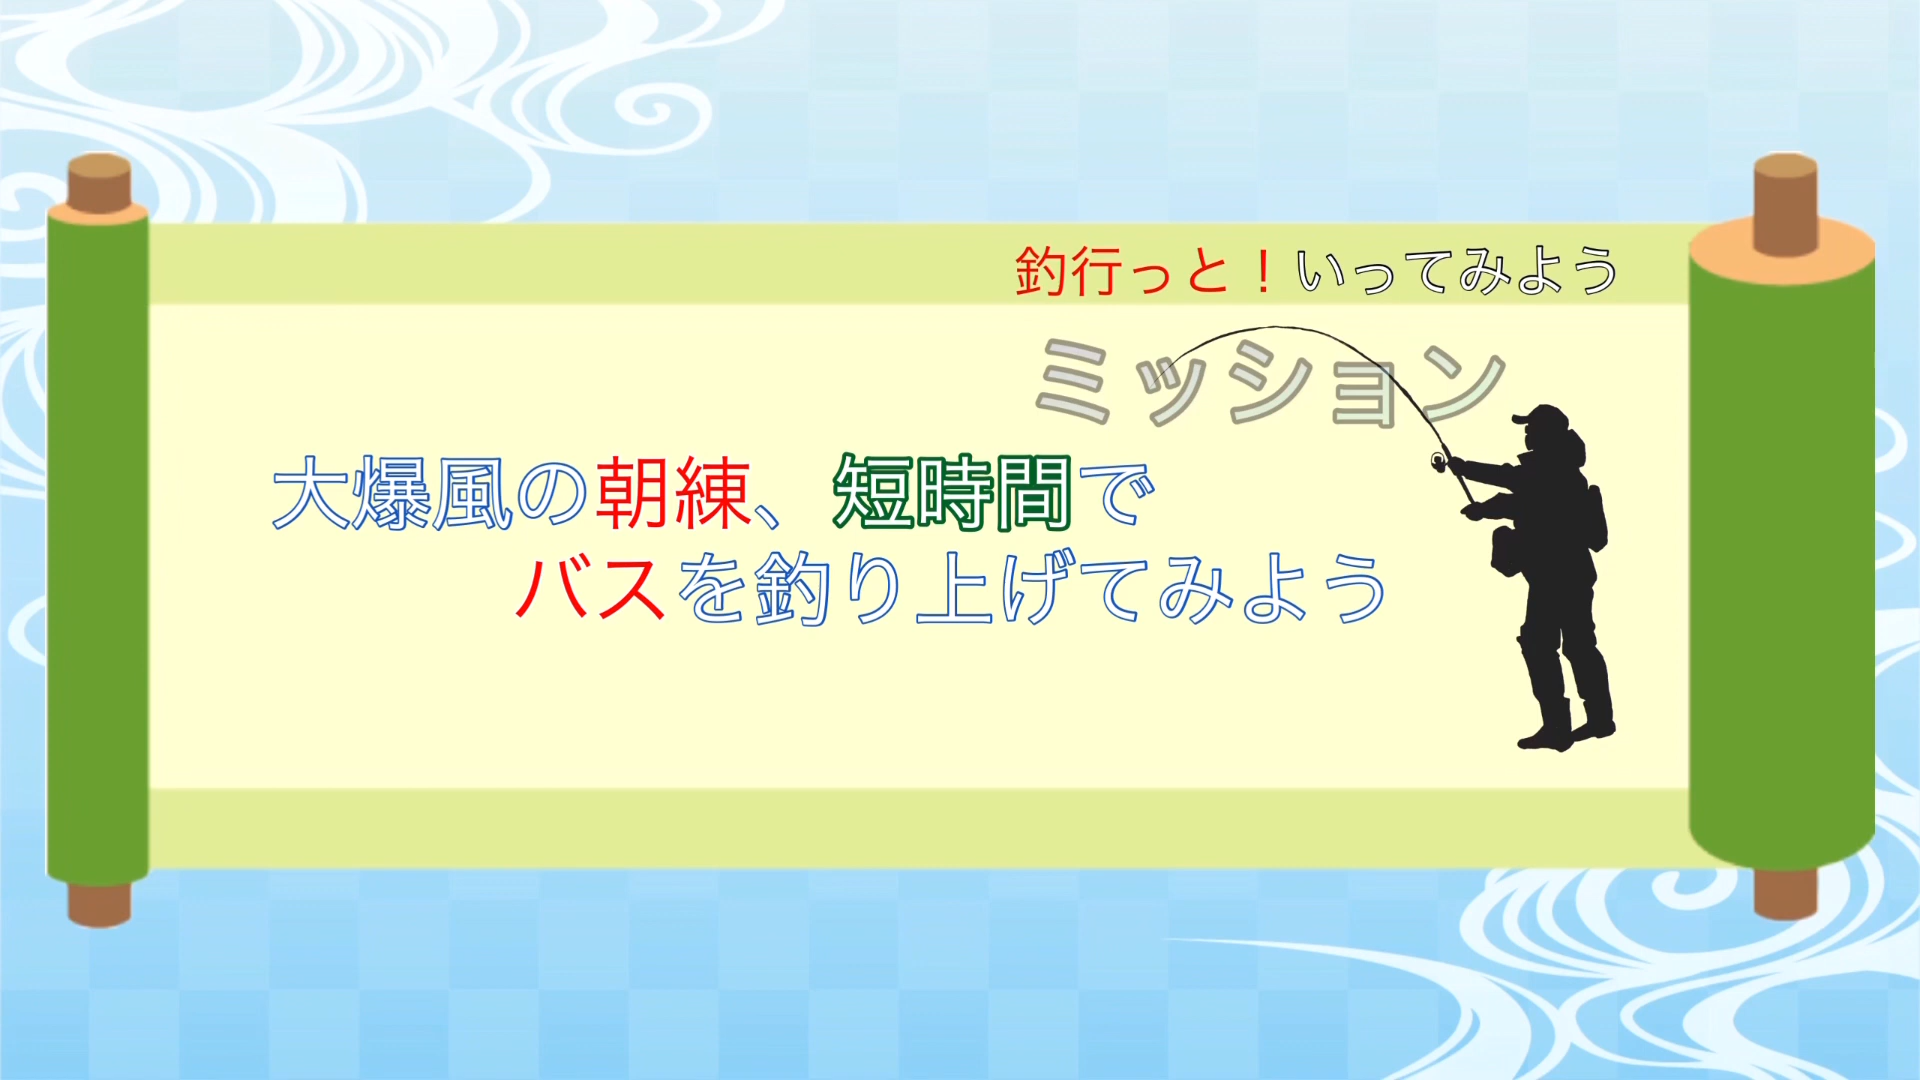 釣行っと！いってみよう
ミッション
大爆風の朝練、短時間で
バスを釣り上げてみよう